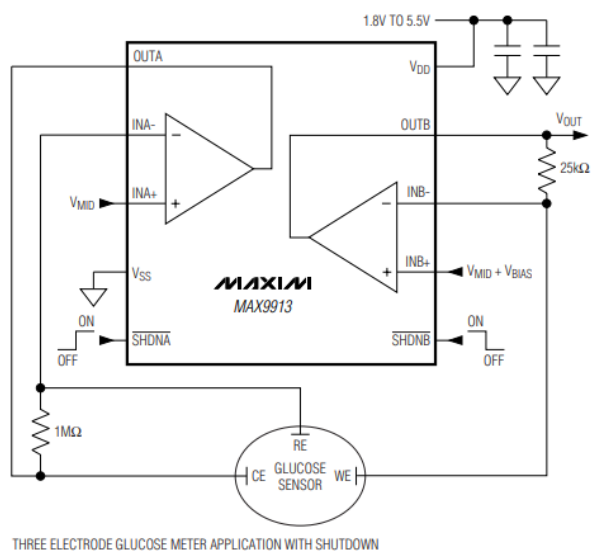 1.8V TO 5.5V
OUTA
VDD
INA-
OUTB
VOUT
−
25kΩ
INA+
INB-
VMID
+
−
VSS
MAXIM
MAX9913
INB+
+
VMID + VBIAS
ON
OFF
SHDNA
SHDNB
ON
OFF
1MΩ
RE
CE
GLUCOSE
SENSOR
WE
THREE ELECTRODE GLUCOSE METER APPLICATION WITH SHUTDOWN